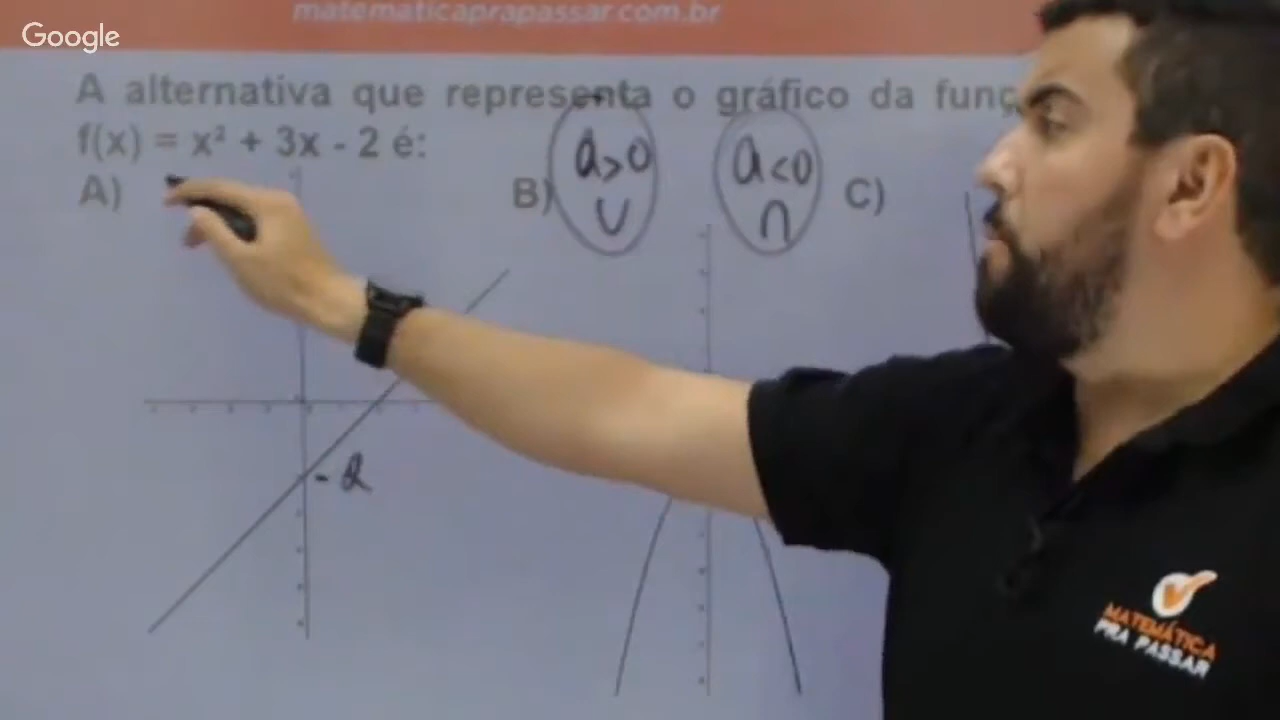 matematicaprapassar.com.br
Google
A alternativa que representa o gráfico da funç
f(x) = x² + 3x - 2 é:
A)
B)
a>0
∪
a<0
∩
C)
-2
MATEMÁTICA
PRA PASSAR